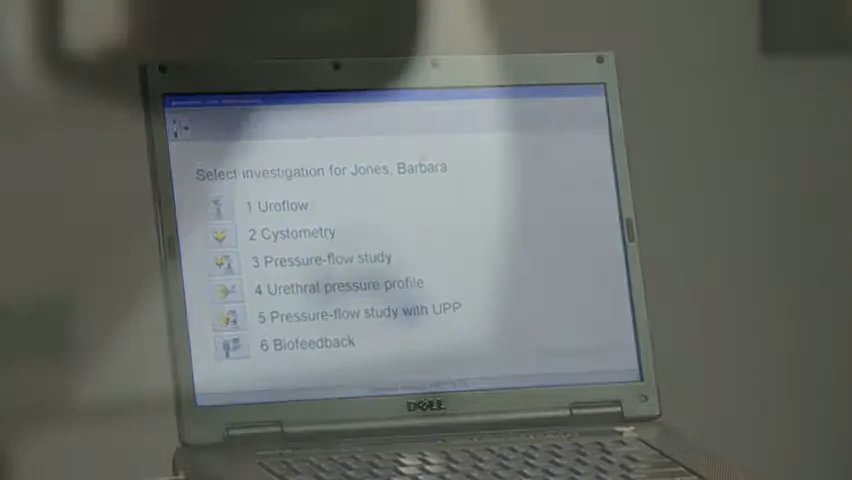 Select investigation for Jones, Barbara
1 Uroflow
2 Cystometry
3 Pressure-flow study
4 Urethral pressure profile
5 Pressure-flow study with UPP
6 Biofeedback
DELL